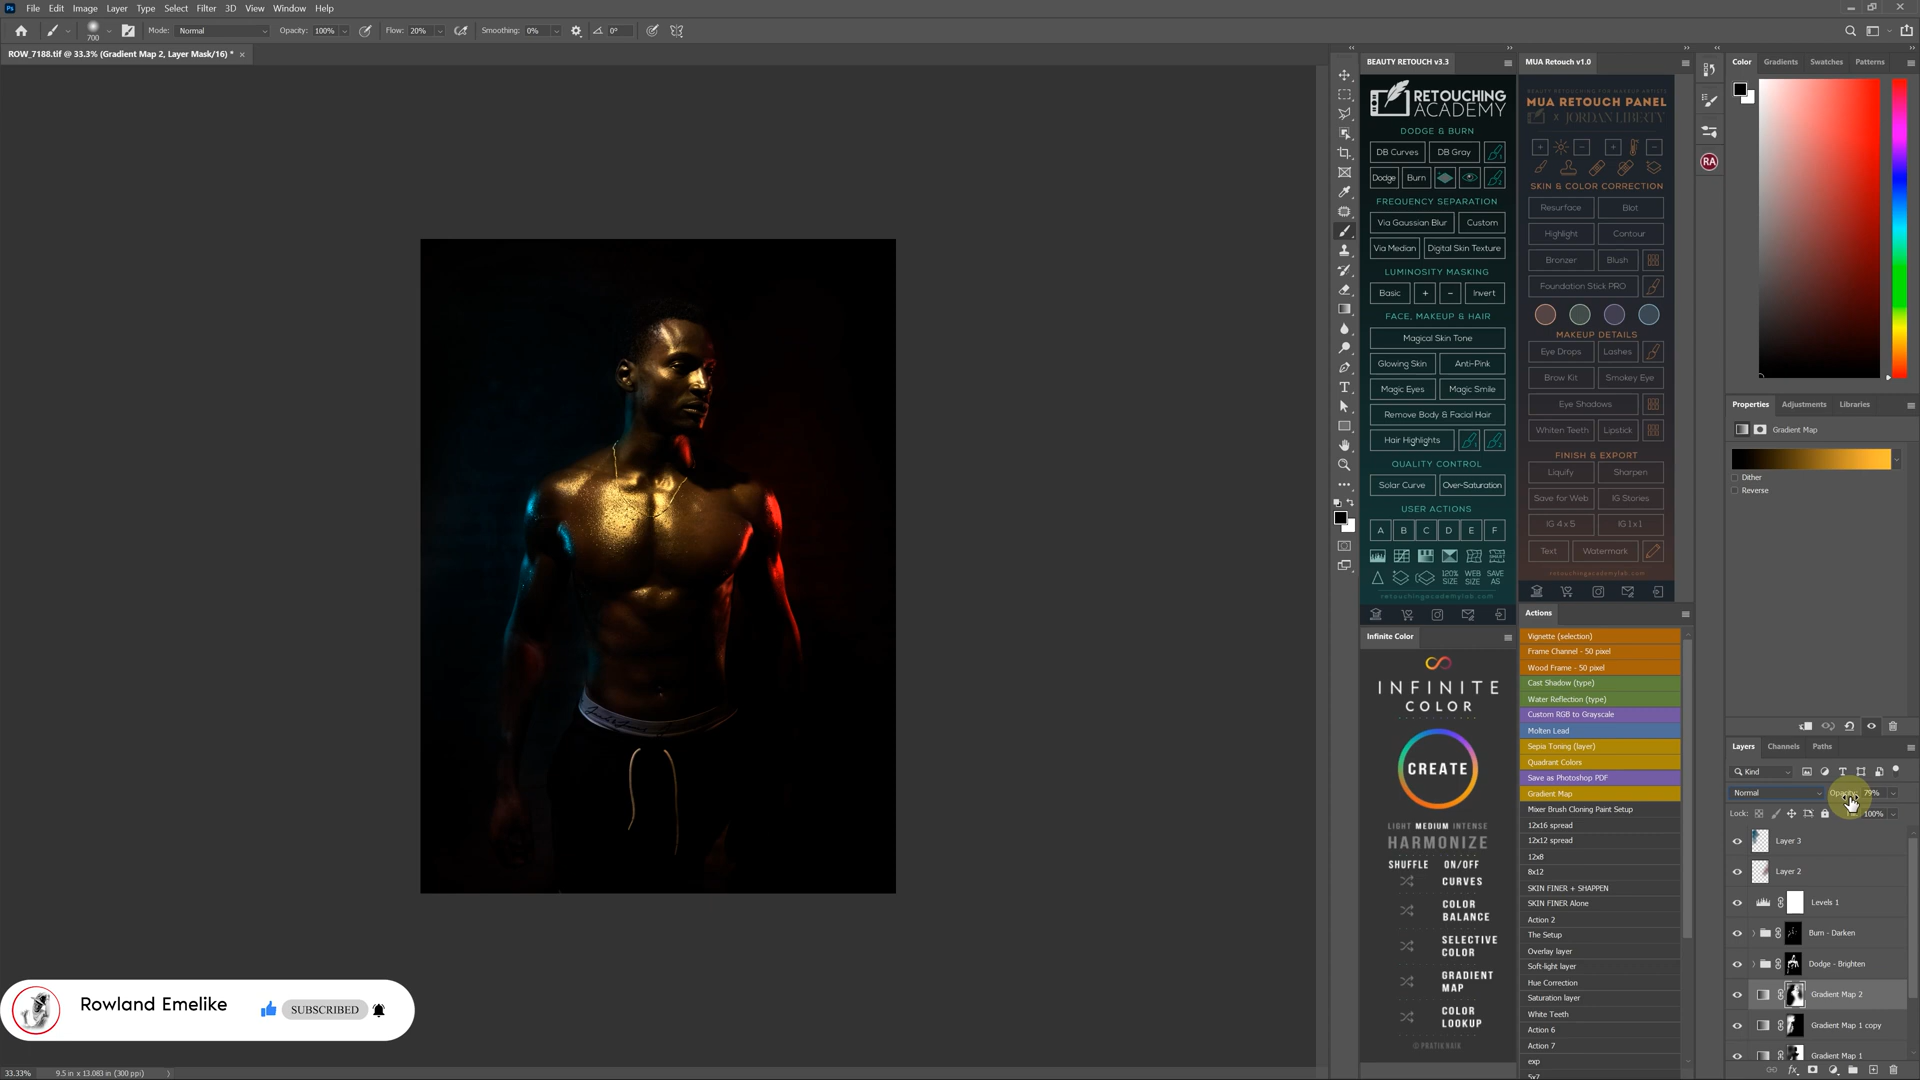 Ps File Edit Image Layer Type Select Filter 3D View Window Help
700 Mode: Normal Opacity: 100% Flow: 20% Smoothing: 0% 0°
ROW_7188.tif @ 33.3% (Gradient Map 2, Layer Mask/16) * ×
BEAUTY RETOUCH v3.3
RETOUCHING
ACADEMY
DODGE & BURN
DB Curves DB Gray
Dodge Burn
FREQUENCY SEPARATION
Via Gaussian Blur Custom
Via Median Digital Skin Texture
LUMINOSITY MASKING
Basic + − Invert
FACE, MAKEUP & HAIR
Magical Skin Tone
Glowing Skin Anti-Pink
Magic Eyes Magic Smile
Remove Body & Facial Hair
Hair Highlights
QUALITY CONTROL
Solar Curve Over-Saturation
USER ACTIONS
A B C D E F
120% SIZE WEB SIZE SAVE AS
retouchingacademylab.com
MUA Retouch v1.0
BEAUTY RETOUCHING FOR MAKEUP ARTISTS
MUA RETOUCH PANEL
x JORDAN LIBERTY
+ − + −
SKIN & COLOR CORRECTION
Resurface Blot
Highlight Contour
Bronzer Blush
Foundation Stick PRO
MAKEUP DETAILS
Eye Drops Lashes
Brow Kit Smokey Eye
Eye Shadows
Whiten Teeth Lipstick
FINISH & EXPORT
Liquify Sharpen
Save for Web IG Stories
IG 4 x 5 IG 1 x 1
Text Watermark
retouchingacademylab.com
Infinite Color
INFINITE
COLOR
CREATE
LIGHT MEDIUM INTENSE
HARMONIZE
SHUFFLE ON/OFF
CURVES
COLOR
BALANCE
SELECTIVE
COLOR
GRADIENT
MAP
COLOR
LOOKUP
© PRATIK NAIK
Actions
Vignette (selection)
Frame Channel - 50 pixel
Wood Frame - 50 pixel
Cast Shadow (type)
Water Reflection (type)
Custom RGB to Grayscale
Molten Lead
Sepia Toning (layer)
Quadrant Colors
Save as Photoshop PDF
Gradient Map
Mixer Brush Cloning Paint Setup
12x16 spread
12x12 spread
12x8
8x12
SKIN FINER + SHAPPEN
SKIN FINER Alone
Action 2
The Setup
Overlay layer
Soft-light layer
Hue Correction
Saturation layer
White Teeth
Action 6
Action 7
exp
5x7
RA
Color Gradients Swatches Patterns
Properties Adjustments Libraries
Gradient Map
Dither
Reverse
Layers Channels Paths
Kind
Normal Opacity: 79%
Lock: 100%
Layer 3
Layer 2
Levels 1
Burn - Darken
Dodge - Brighten
Gradient Map 2
Gradient Map 1 copy
Gradient Map 1
Rowland Emelike SUBSCRIBED
33.33% 9.5 in x 13.083 in (300 ppi)